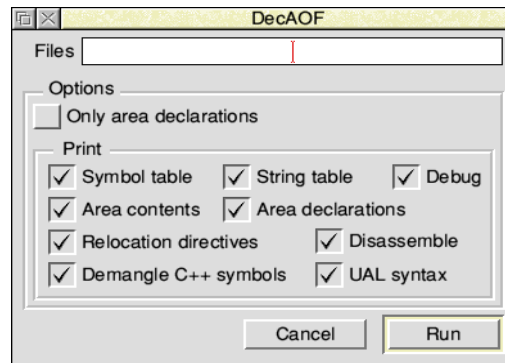 DecAOF
Files
Options
Only area declarations
Print
Symbol table String table Debug
Area contents Area declarations
Relocation directives Disassemble
Demangle C++ symbols UAL syntax
Cancel Run